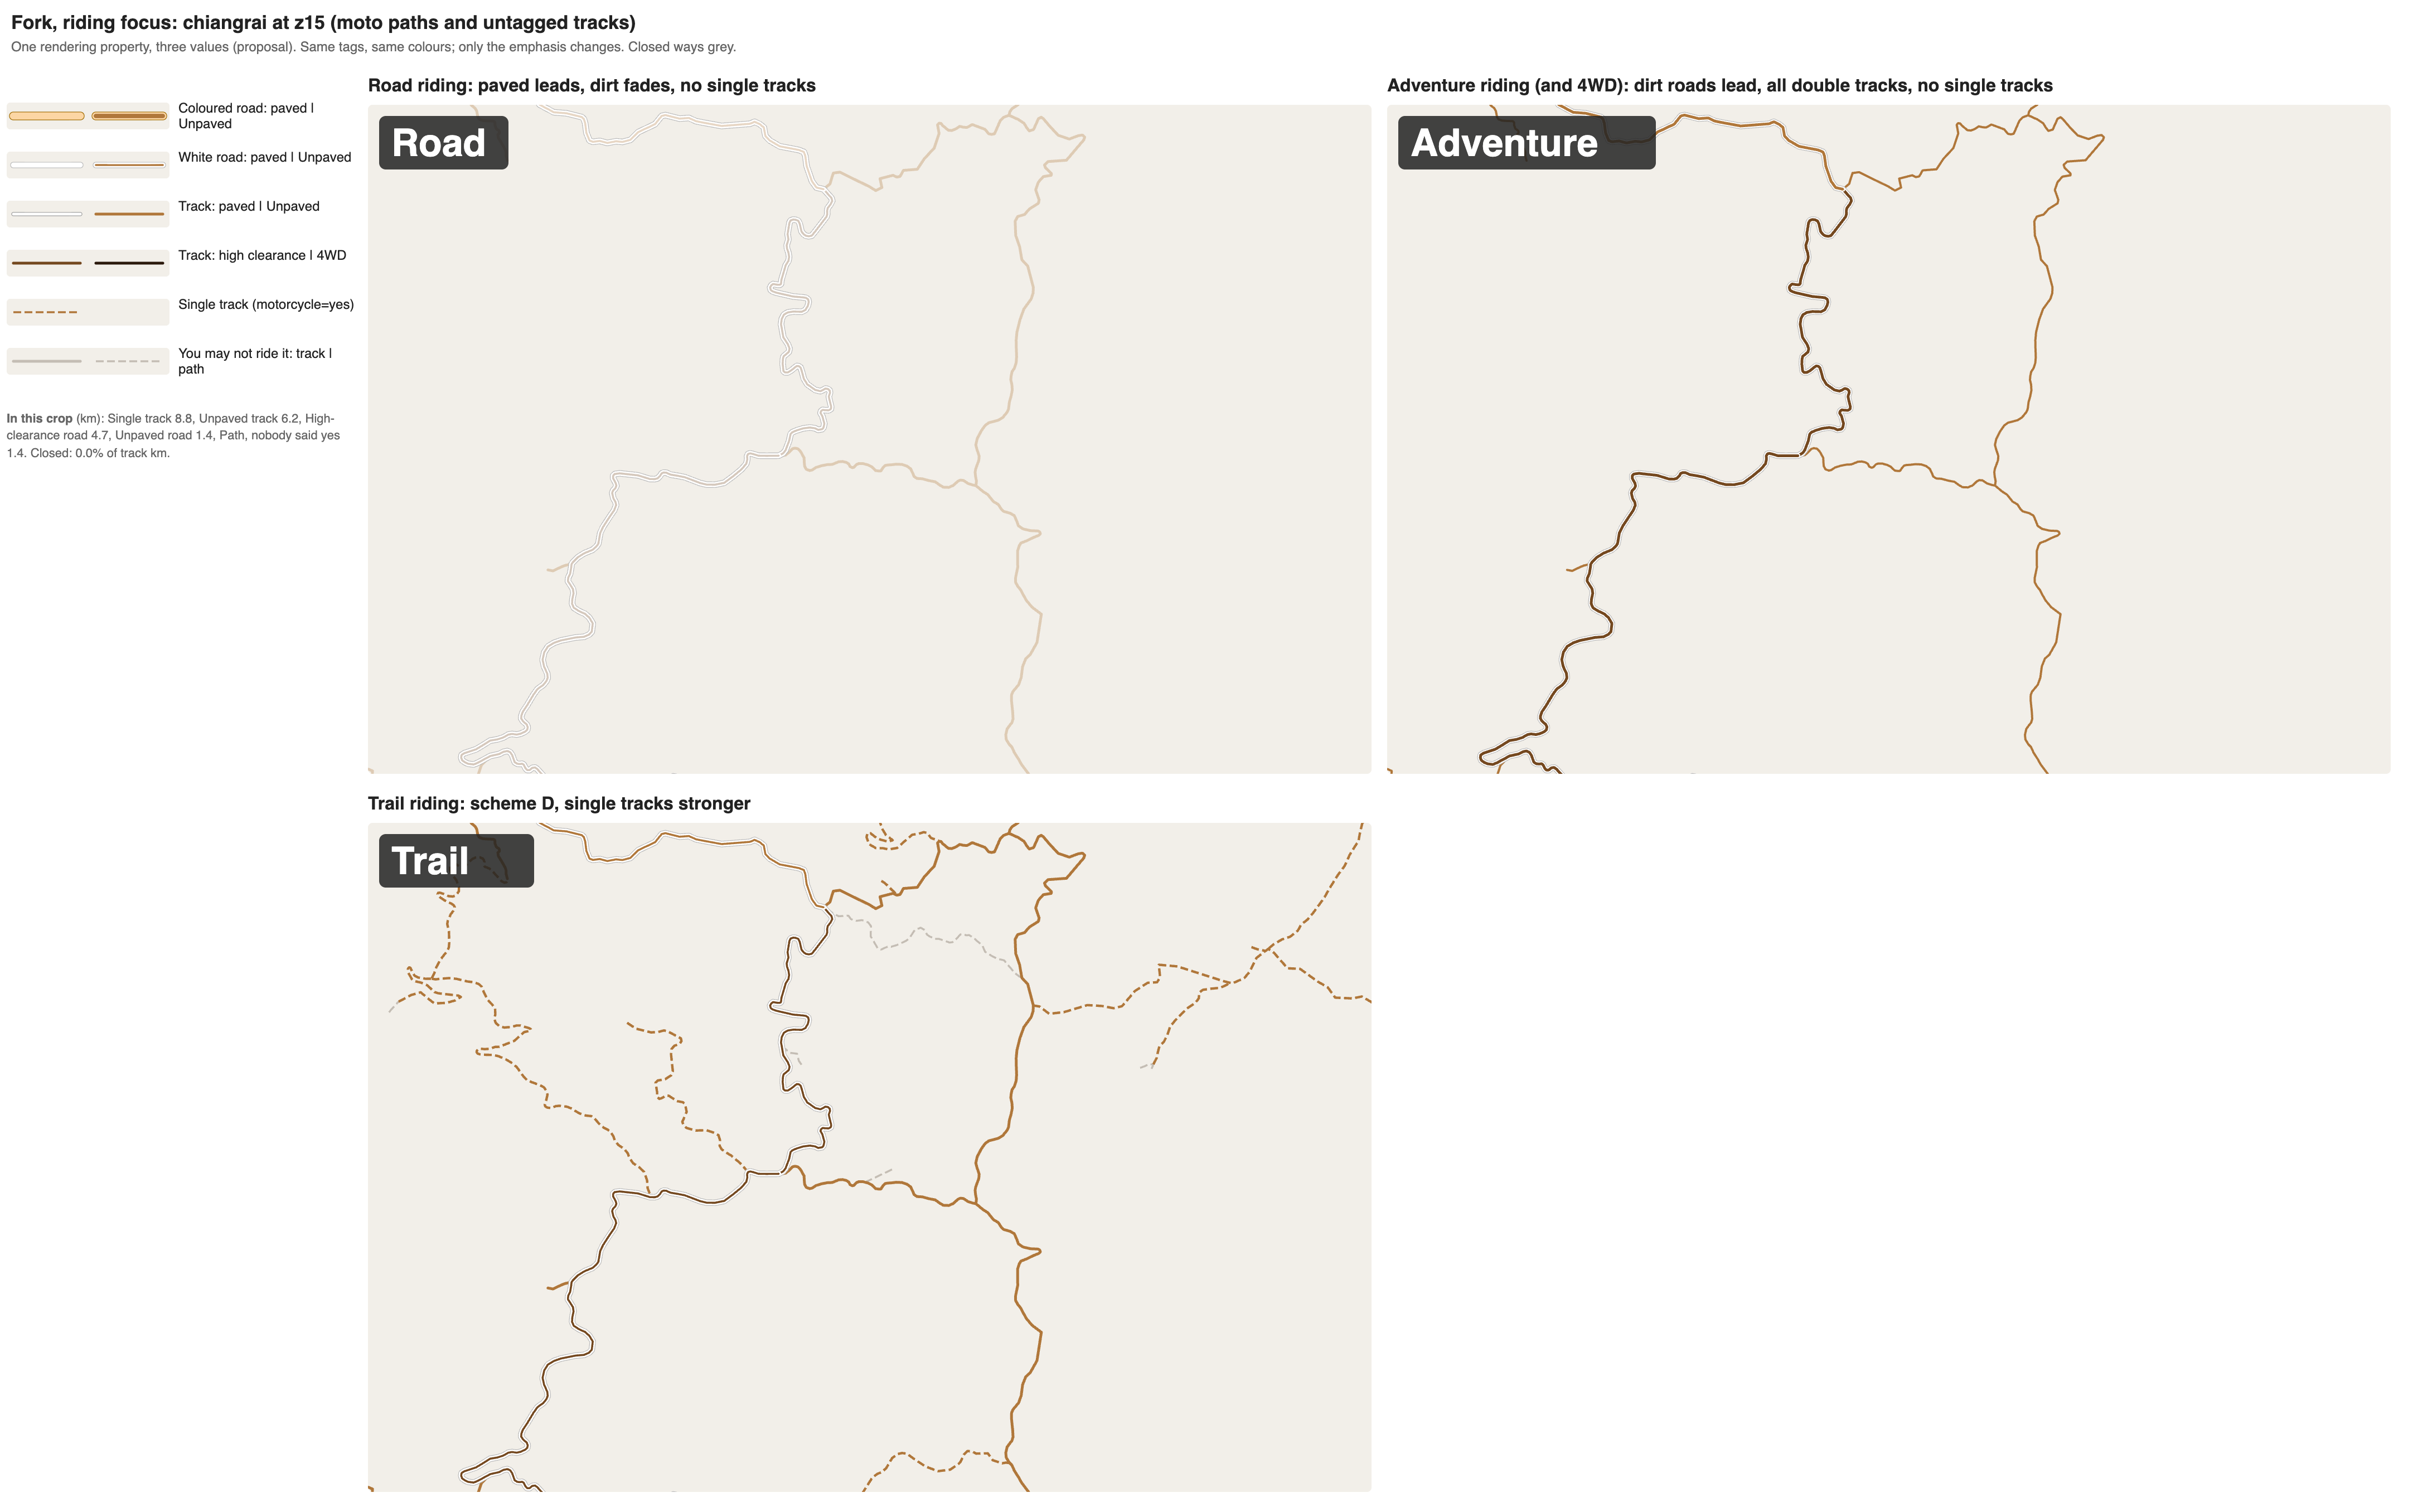 Fork, riding focus: chiangrai at z15 (moto paths and untagged tracks)
One rendering property, three values (proposal). Same tags, same colours; only the emphasis changes. Closed ways grey.
Coloured road: paved |
Unpaved
White road: paved | Unpaved
Track: paved | Unpaved
Track: high clearance | 4WD
Single track (motorcycle=yes)
You may not ride it: track |
path
In this crop (km): Single track 8.8, Unpaved track 6.2, High-
clearance road 4.7, Unpaved road 1.4, Path, nobody said yes
1.4. Closed: 0.0% of track km.
Road riding: paved leads, dirt fades, no single tracks
Road
Adventure riding (and 4WD): dirt roads lead, all double tracks, no single tracks
Adventure
Trail riding: scheme D, single tracks stronger
Trail